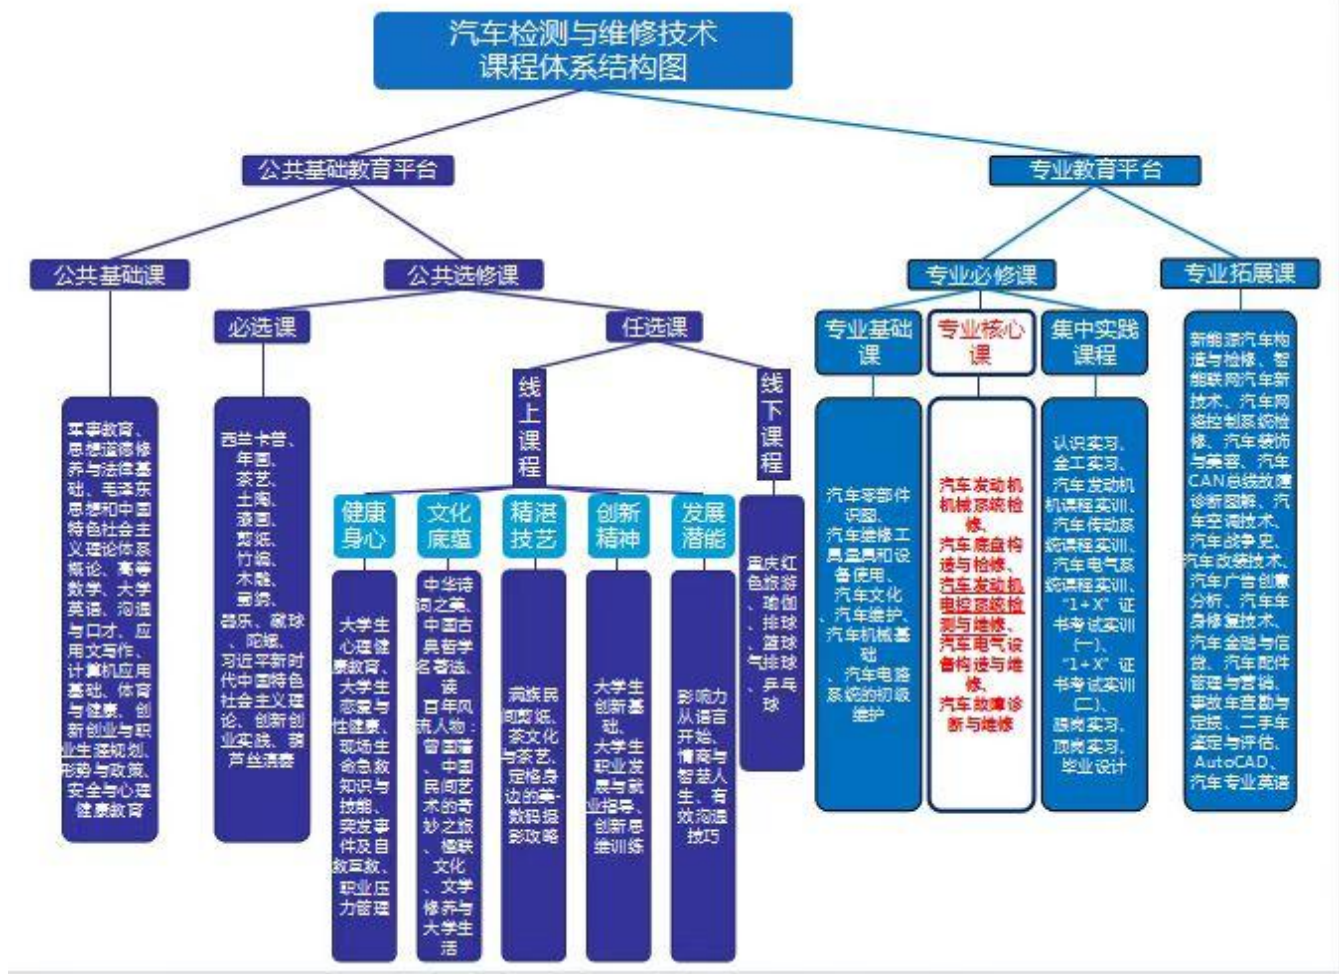 汽车检测与维修技术
课程体系结构图
公共基础教育平台
专业教育平台
公共基础课
公共选修课
专业必修课
专业拓展课
必选课
任选课
专业基础
课
专业核心
课
集中实践
课程
线
上
课
程
线
下
课
程
健康
身心
文化
底蕴
精湛
技艺
创新
精神
发展
潜能
军事教育、
思想道德修
养与法律基
础、毛泽东
思想和中国
特色社会主
义理论体系
概论、高等
数学、大学
英语、沟通
与口才、应
用文写作、
计算机应用
基础、体育
与健康、创
新创业与职
业生涯规划、
形势与政策、
安全与心理
健康教育
西兰卡普、
年画、
茶艺、
土陶、
漆画、
剪纸、
竹编、
木雕、
蜀绣、
器乐、藏球
、陀螺、
习近平新时
代中国特色
社会主义理
论、创新创
业实践、葫
芦丝演奏
大学生
心理健
康教育、
大学生
恋爱与
性健康、
现场生
命急救
知识与
技能、
突发事
件及自
救互救、
职业压
力管理
中华诗
词之美、
中国古
典哲学
名著选
读、
百年风
流人物：
曾国藩
、中国
民间艺
术的奇
妙之旅
、楹联
文化
、文学
修养与
大学生
活
满族民
间剪纸、
茶文化
与茶艺、
定格身
边的美-
数码摄
影攻略
大学生
创新基
础、
大学生
职业发
展与就
业指导、
创新思
维训练
影响力
从语言
开始、
情商与
智慧人
生、有
效沟通
技巧
重庆红
色旅游
、瑜伽
、排球
、篮球
气排球
、乒乓
球
汽车零部件
识图、
汽车维修工
具量具和设
备使用、
汽车文化
、汽车维护、
汽车机械基
础
、汽车电路
系统的初级
维护
汽车发动机
机械系统检
修、
汽车底盘构
造与检修、
汽车发动机
电控系统检
测与维修、
汽车电气设
备构造与维
修、
汽车故障诊
断与维修
认识实习、
金工实习、
汽车发动机
机课程实训、
汽车传动系
统课程实训、
汽车电气系
统课程实训、
“1+X”证
书考试实训
(一)、
“1+X”证
书考试实训
(二)、
跟岗实习、
顶岗实习、
毕业设计
新能源汽车构
造与检修、智
能联网汽车新
技术、汽车网
络控制系统检
修、汽车装饰
与美容、汽车
CAN总线故障
诊断图解、汽
车空调技术、
汽车战争史、
汽车改装技术、
汽车广告创意
分析、汽车车
身修复技术、
汽车金融与信
贷、汽车配件
管理与营销、
事故车查勘与
定损、二手车
鉴定与评估、
AutoCAD、
汽车专业英语